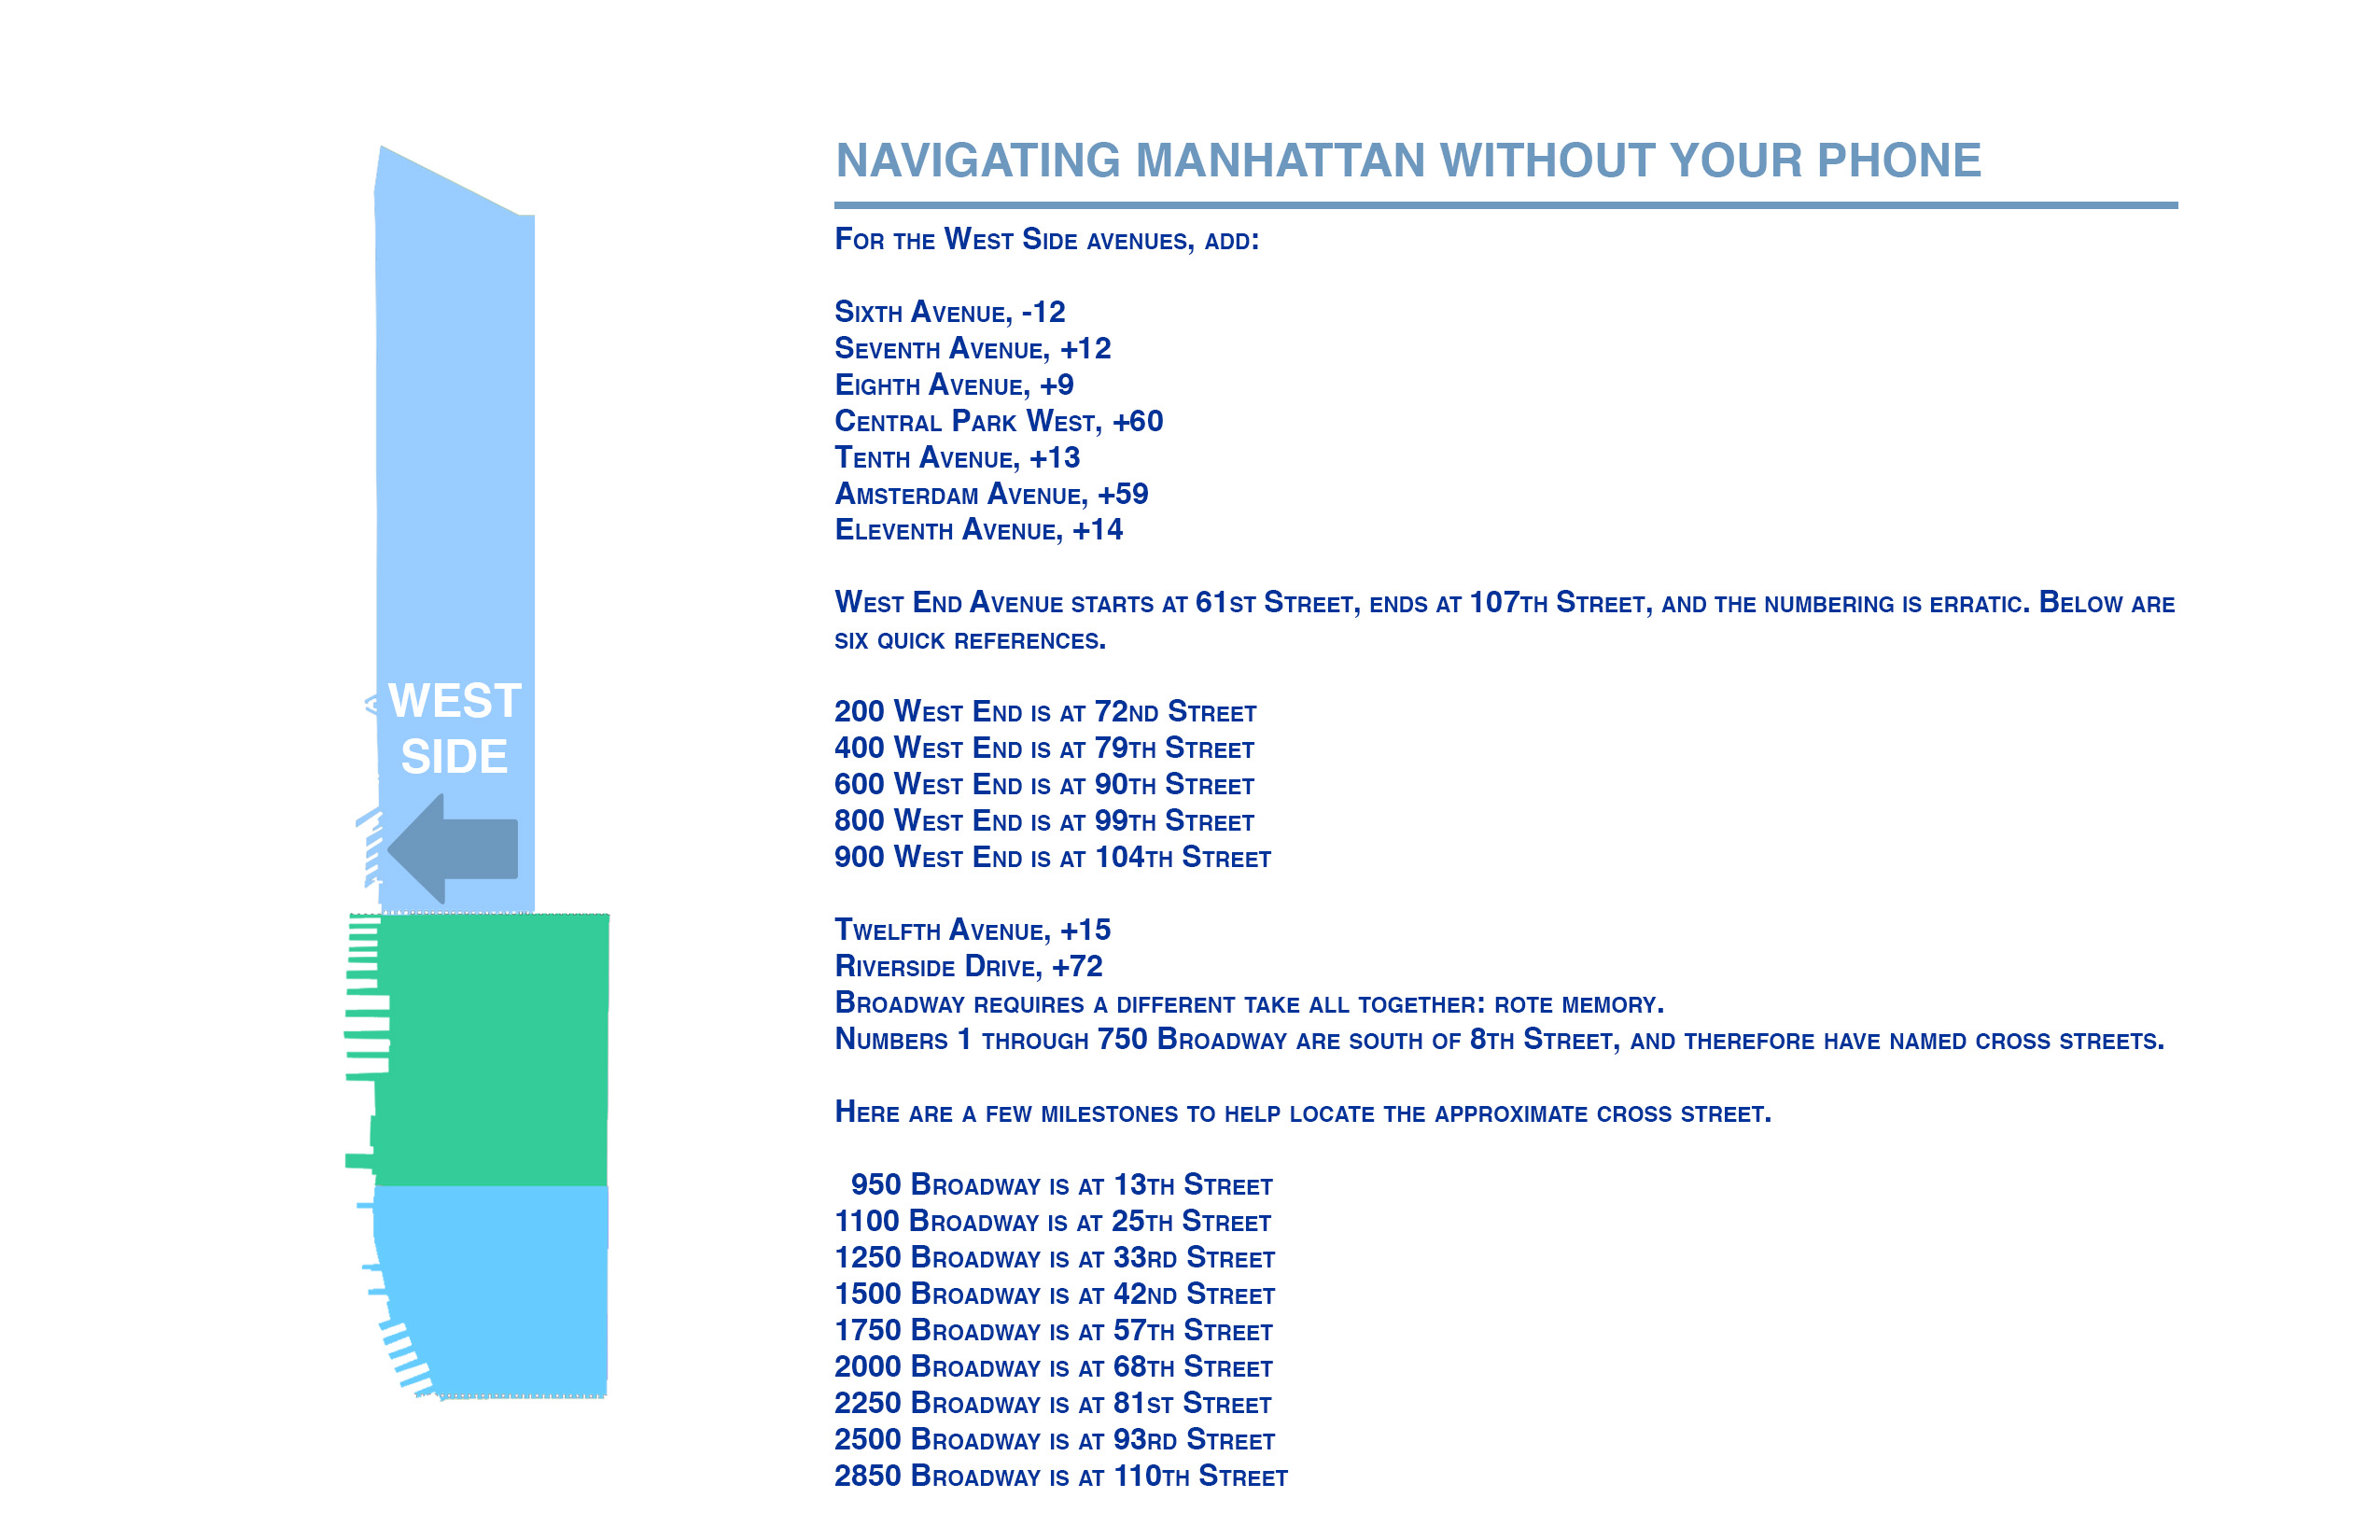 NAVIGATING MANHATTAN WITHOUT YOUR PHONE
For the West Side avenues, add:
Sixth Avenue, -12
Seventh Avenue, +12
Eighth Avenue, +9
Central Park West, +60
Tenth Avenue, +13
Amsterdam Avenue, +59
Eleventh Avenue, +14
West End Avenue starts at 61st Street, ends at 107th Street, and the numbering is erratic. Below are
six quick references.
200 West End is at 72nd Street
400 West End is at 79th Street
600 West End is at 90th Street
800 West End is at 99th Street
900 West End is at 104th Street
Twelfth Avenue, +15
Riverside Drive, +72
Broadway requires a different take all together: rote memory.
Numbers 1 through 750 Broadway are south of 8th Street, and therefore have named cross streets.
Here are a few milestones to help locate the approximate cross street.
950 Broadway is at 13th Street
1100 Broadway is at 25th Street
1250 Broadway is at 33rd Street
1500 Broadway is at 42nd Street
1750 Broadway is at 57th Street
2000 Broadway is at 68th Street
2250 Broadway is at 81st Street
2500 Broadway is at 93rd Street
2850 Broadway is at 110th Street
WEST
SIDE